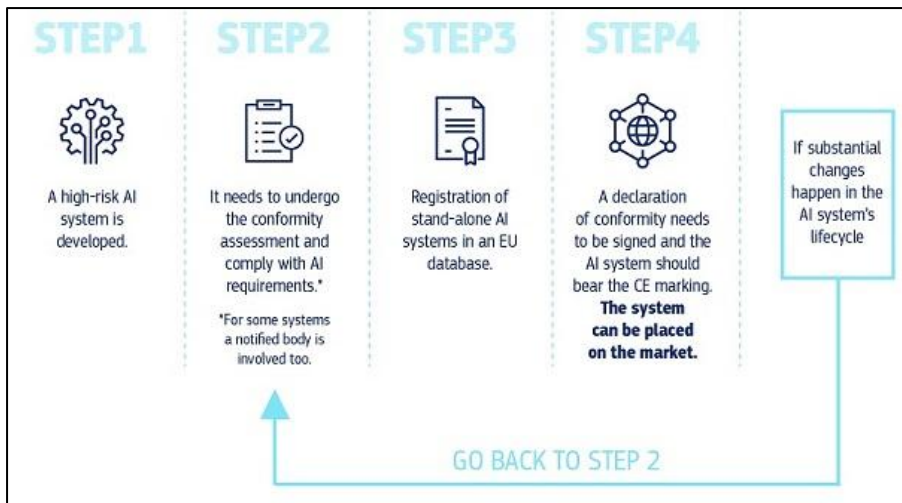 STEP1
A high-risk AI
system is
developed.
STEP2
It needs to undergo
the conformity
assessment and
comply with AI
requirements.*
*For some systems
a notified body is
involved too.
STEP3
Registration of
stand-alone AI
systems in an EU
database.
STEP4
A declaration
of conformity needs
to be signed and the
AI system should
bear the CE marking.
The system
can be placed
on the market.
If substantial
changes
happen in the
AI system's
lifecycle
GO BACK TO STEP 2